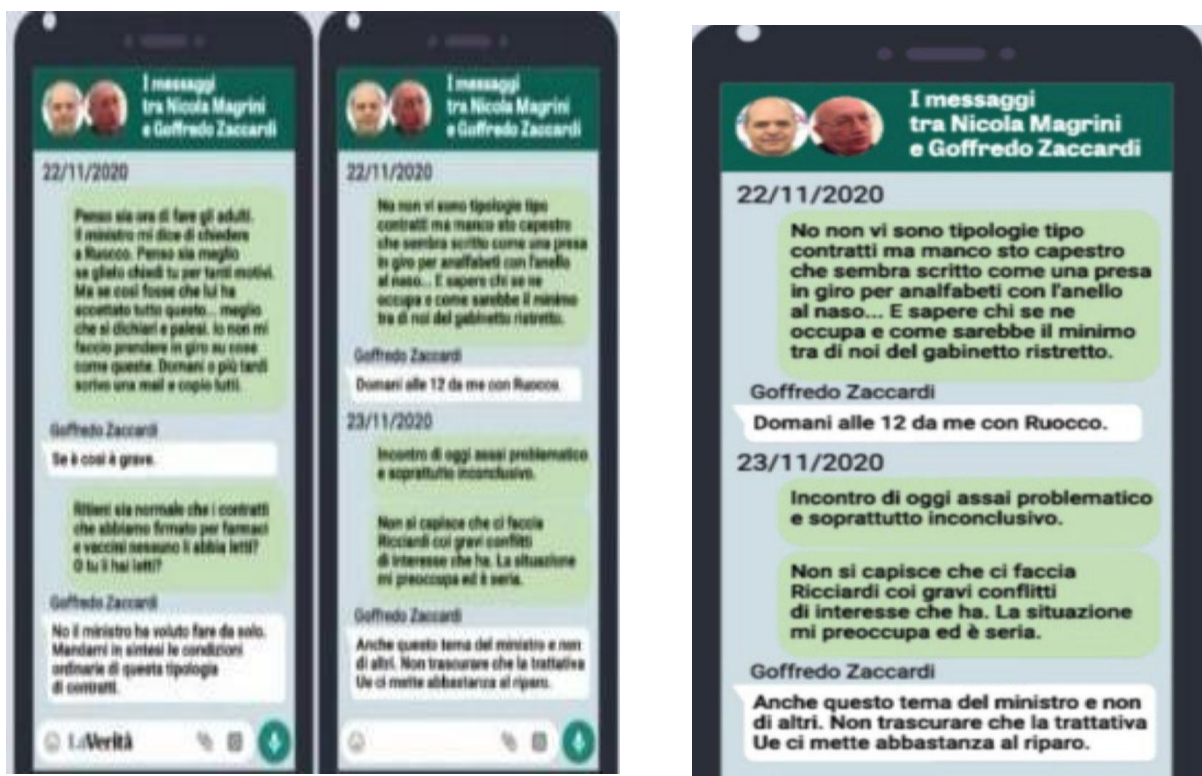 I messaggi
tra Nicola Magrini
e Goffredo Zaccardi
22/11/2020
Penso sia ora di fare gli adulti.
Il ministro mi dice di chiedere
a Ruocco. Penso sia meglio
se glielo chiedi tu per tanti motivi.
Ma se così fosse che lui ha
accettato tutto questo... meglio
che si dichiari e palesi. Io non mi
faccio prendere in giro su cose
come queste. Domani o più tardi
scrivo una mail e copio tutti.
Goffredo Zaccardi
Se è così è grave.
Ritieni sia normale che i contratti
che abbiamo firmato per farmaci
e vaccini nessuno li abbia letti?
O tu li hai letti?
Goffredo Zaccardi
No il ministro ha voluto fare da solo.
Mandami in sintesi le condizioni
ordinarie di questa tipologia
di contratti.
LaVerità
I messaggi
tra Nicola Magrini
e Goffredo Zaccardi
22/11/2020
No non vi sono tipologie tipo
contratti ma manco sto capestro
che sembra scritto come una presa
in giro per analfabeti con l'anello
al naso... E sapere chi se ne
occupa e come sarebbe il minimo
tra di noi del gabinetto ristretto.
Goffredo Zaccardi
Domani alle 12 da me con Ruocco.
23/11/2020
Incontro di oggi assai problematico
e soprattutto inconclusivo.
Non si capisce che ci faccia
Ricciardi coi gravi conflitti
di interesse che ha. La situazione
mi preoccupa ed è seria.
Goffredo Zaccardi
Anche questo tema del ministro e non
di altri. Non trascurare che la trattativa
Ue ci mette abbastanza al riparo.
I messaggi
tra Nicola Magrini
e Goffredo Zaccardi
22/11/2020
No non vi sono tipologie tipo
contratti ma manco sto capestro
che sembra scritto come una presa
in giro per analfabeti con l'anello
al naso... E sapere chi se ne
occupa e come sarebbe il minimo
tra di noi del gabinetto ristretto.
Goffredo Zaccardi
Domani alle 12 da me con Ruocco.
23/11/2020
Incontro di oggi assai problematico
e soprattutto inconclusivo.
Non si capisce che ci faccia
Ricciardi coi gravi conflitti
di interesse che ha. La situazione
mi preoccupa ed è seria.
Goffredo Zaccardi
Anche questo tema del ministro e non
di altri. Non trascurare che la trattativa
Ue ci mette abbastanza al riparo.